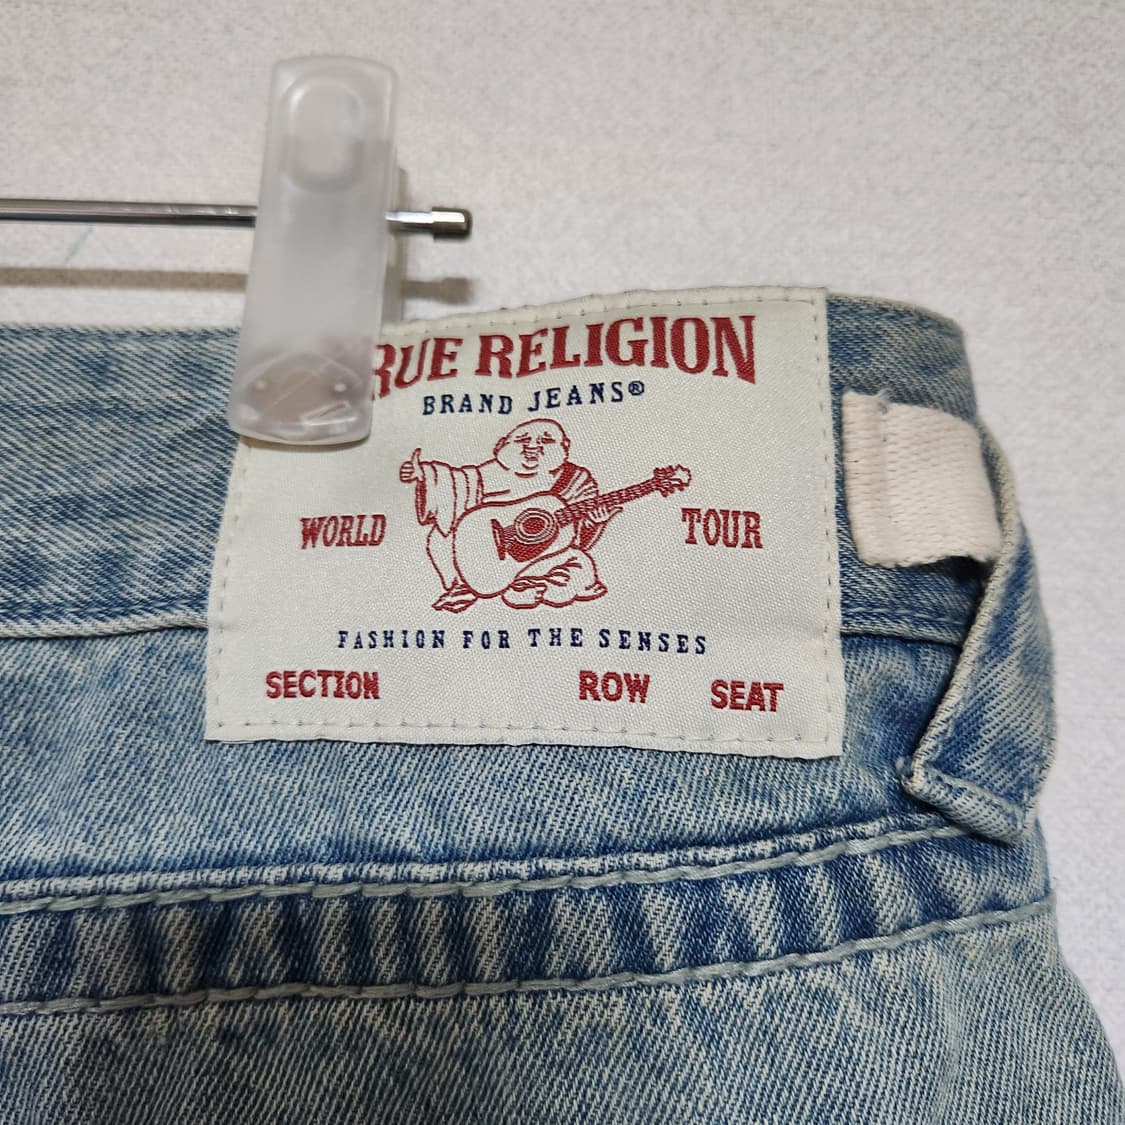 RUE RELIGION
BRAND JEANS®
WORLD TOUR
FASHION FOR THE SENSES
SECTION ROW SEAT